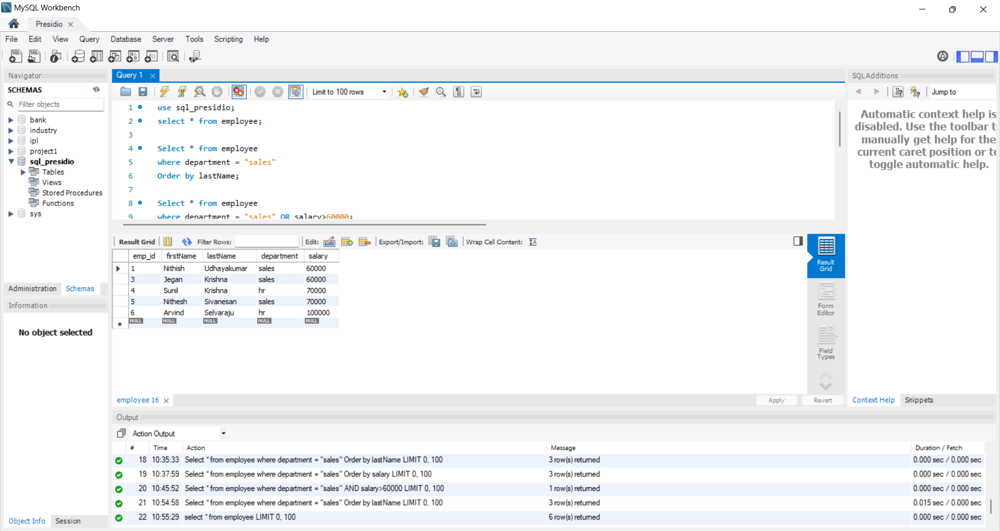 MySQL Workbench
Presidio
File Edit View Query Database Server Tools Scripting Help
Navigator
SCHEMAS
Filter objects
bank
industry
ipl
project1
sql_presidio
Tables
Views
Stored Procedures
Functions
sys
Administration Schemas
Information
No object selected
Object Info Session
Query 1
Limit to 100 rows
1 use sql_presidio;
2 select * from employee;
3
4 Select * from employee
5 where department = "sales"
6 Order by lastName;
7
8 Select * from employee
9 where department = "sales" OR salary>60000;
Result Grid Filter Rows: Edit: Export/Import: Wrap Cell Content:
emp_id firstName lastName department salary
1 Nithish Udhayakumar sales 60000
3 Jegan Krishna sales 60000
4 Sunil Krishna hr 70000
5 Nithesh Sivanesan sales 70000
6 Arvind Selvaraju hr 100000
NULL NULL NULL NULL NULL
Result
Grid
Form
Editor
Field
Types
employee 16
Apply Revert
SQLAdditions
Jump to
Automatic context help is
disabled. Use the toolbar t
manually get help for the
current caret position or to
toggle automatic help.
Context Help Snippets
Output
Action Output
# Time Action Message Duration / Fetch
18 10:35:33 Select * from employee where department = "sales" Order by lastName LIMIT 0, 100 3 row(s) returned 0.000 sec / 0.000 sec
19 10:37:59 Select * from employee where department = "sales" Order by salary LIMIT 0, 100 3 row(s) returned 0.000 sec / 0.000 sec
20 10:45:52 Select * from employee where department = "sales" AND salary>60000 LIMIT 0, 100 1 row(s) returned 0.000 sec / 0.000 sec
21 10:54:58 Select * from employee where department = "sales" Order by lastName LIMIT 0, 100 3 row(s) returned 0.015 sec / 0.000 sec
22 10:55:29 select * from employee LIMIT 0, 100 6 row(s) returned 0.000 sec / 0.000 sec